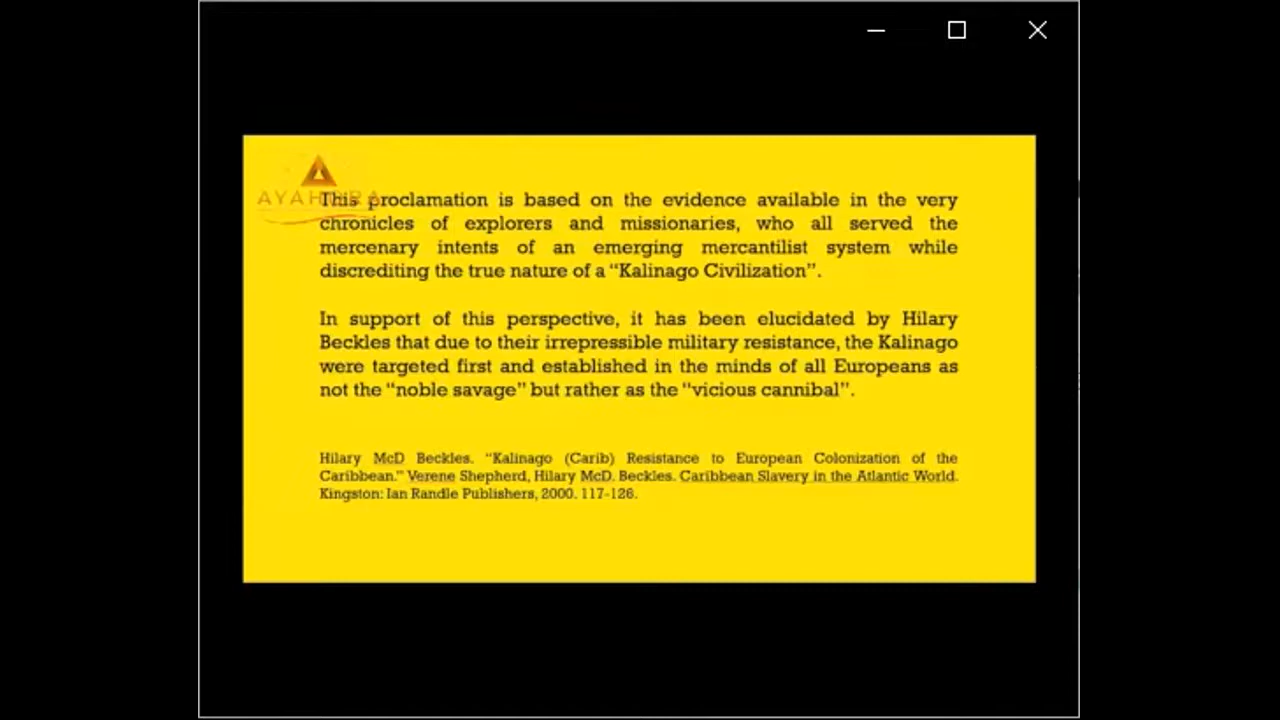 AYAHORA
This proclamation is based on the evidence available in the very
chronicles of explorers and missionaries, who all served the
mercenary intents of an emerging mercantilist system while
discrediting the true nature of a “Kalinago Civilization”.
In support of this perspective, it has been elucidated by Hilary
Beckles that due to their irrepressible military resistance, the Kalinago
were targeted first and established in the minds of all Europeans as
not the “noble savage” but rather as the “vicious cannibal”.
Hilary McD Beckles. “Kalinago (Carib) Resistance to European Colonization of the
Caribbean.” Verene Shepherd, Hilary McD. Beckles. Caribbean Slavery in the Atlantic World.
Kingston: Ian Randle Publishers, 2000. 117-126.